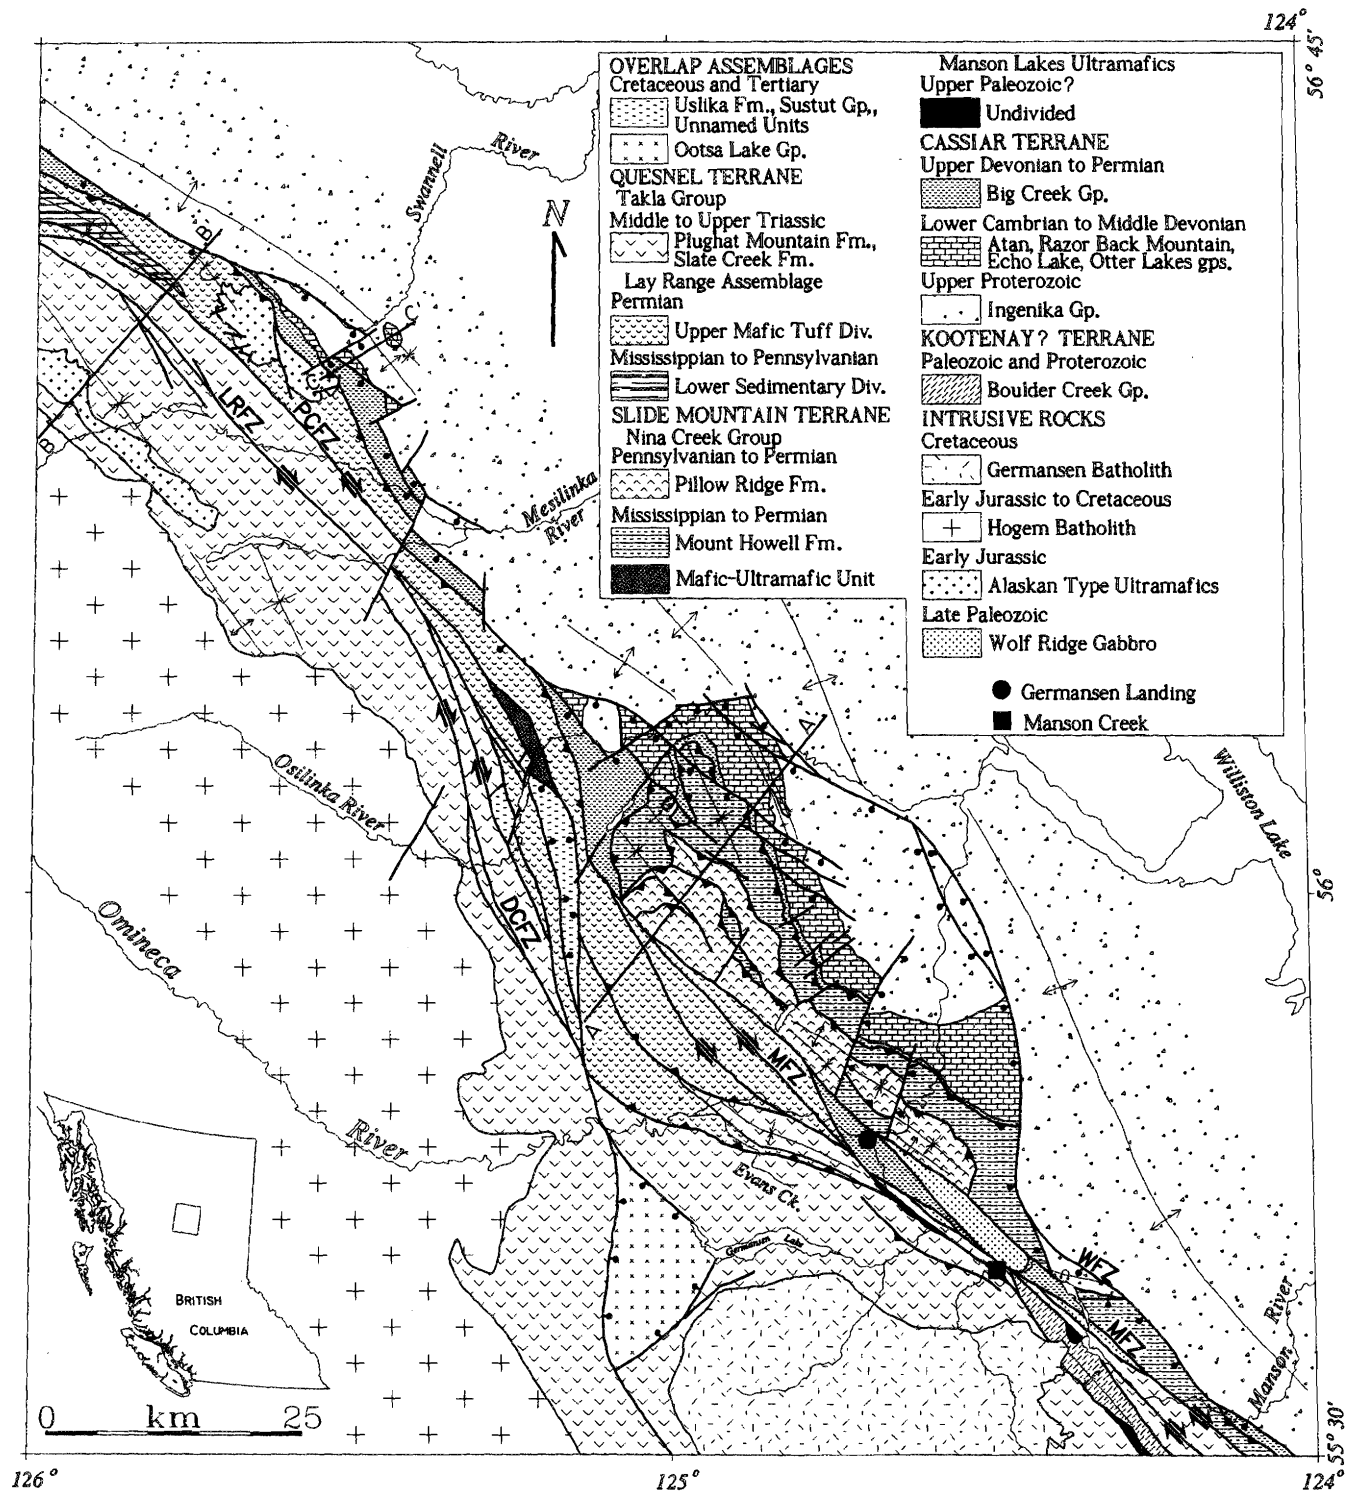 124°
56° 45'
OVERLAP ASSEMBLAGES
Cretaceous and Tertiary
Uslika Fm., Sustut Gp.,
Unnamed Units
Ootsa Lake Gp.
QUESNEL TERRANE
Takla Group
Middle to Upper Triassic
Plughat Mountain Fm.,
Slate Creek Fm.
Lay Range Assemblage
Permian
Upper Mafic Tuff Div.
Mississippian to Pennsylvanian
Lower Sedimentary Div.
SLIDE MOUNTAIN TERRANE
Nina Creek Group
Pennsylvanian to Permian
Pillow Ridge Fm.
Mississippian to Permian
Mount Howell Fm.
Mafic-Ultramafic Unit
Manson Lakes Ultramafics
Upper Paleozoic?
Undivided
CASSIAR TERRANE
Upper Devonian to Permian
Big Creek Gp.
Lower Cambrian to Middle Devonian
Atan, Razor Back Mountain,
Echo Lake, Otter Lakes gps.
Upper Proterozoic
Ingenika Gp.
KOOTENAY? TERRANE
Paleozoic and Proterozoic
Boulder Creek Gp.
INTRUSIVE ROCKS
Cretaceous
Germansen Batholith
Early Jurassic to Cretaceous
Hogem Batholith
Early Jurassic
Alaskan Type Ultramafics
Late Paleozoic
Wolf Ridge Gabbro
Germansen Landing
Manson Creek
Swannell River
N
B'
C'
LRFZ
PCFZ
B
Mesilinka
River
A'
Osilinka River
Williston Lake
56°
DCFZ
Omineca
River
A
MFZ
Evans Ck.
Germansen Lake
WFZ
MFZ
Manson River
BRITISH
COLUMBIA
0 km 25
55° 30'
126°
125°
124°